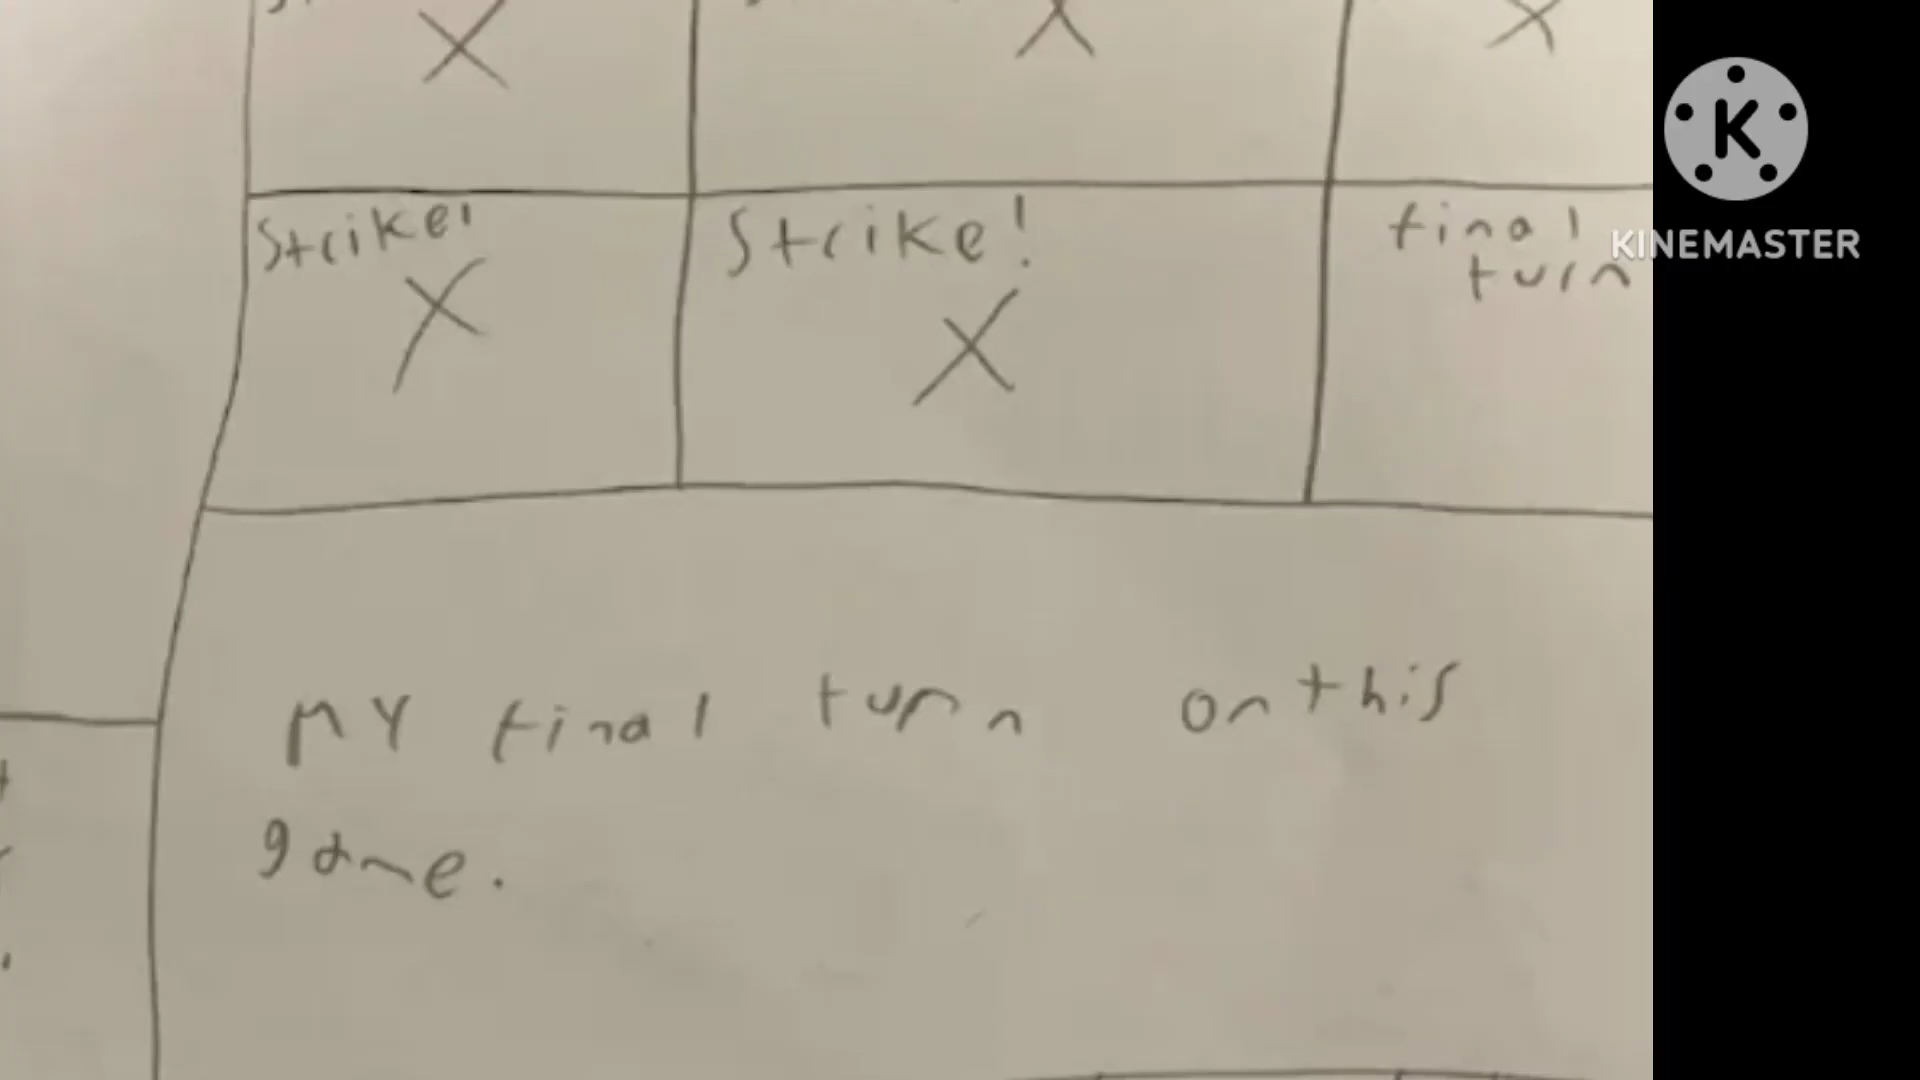 X
X
X
Strike!
X
Strike!
X
final
turn
KINEMASTER
My final turn on this
game.